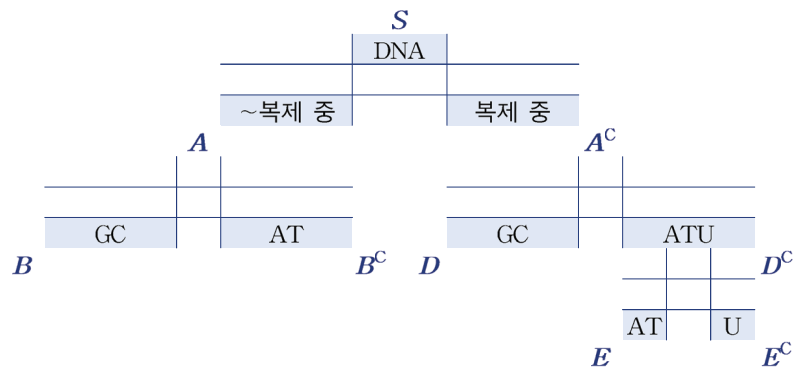 S
DNA
~복제 중 복제 중
A A^C
GC AT GC ATU
B B^C D D^C
AT U
E E^C